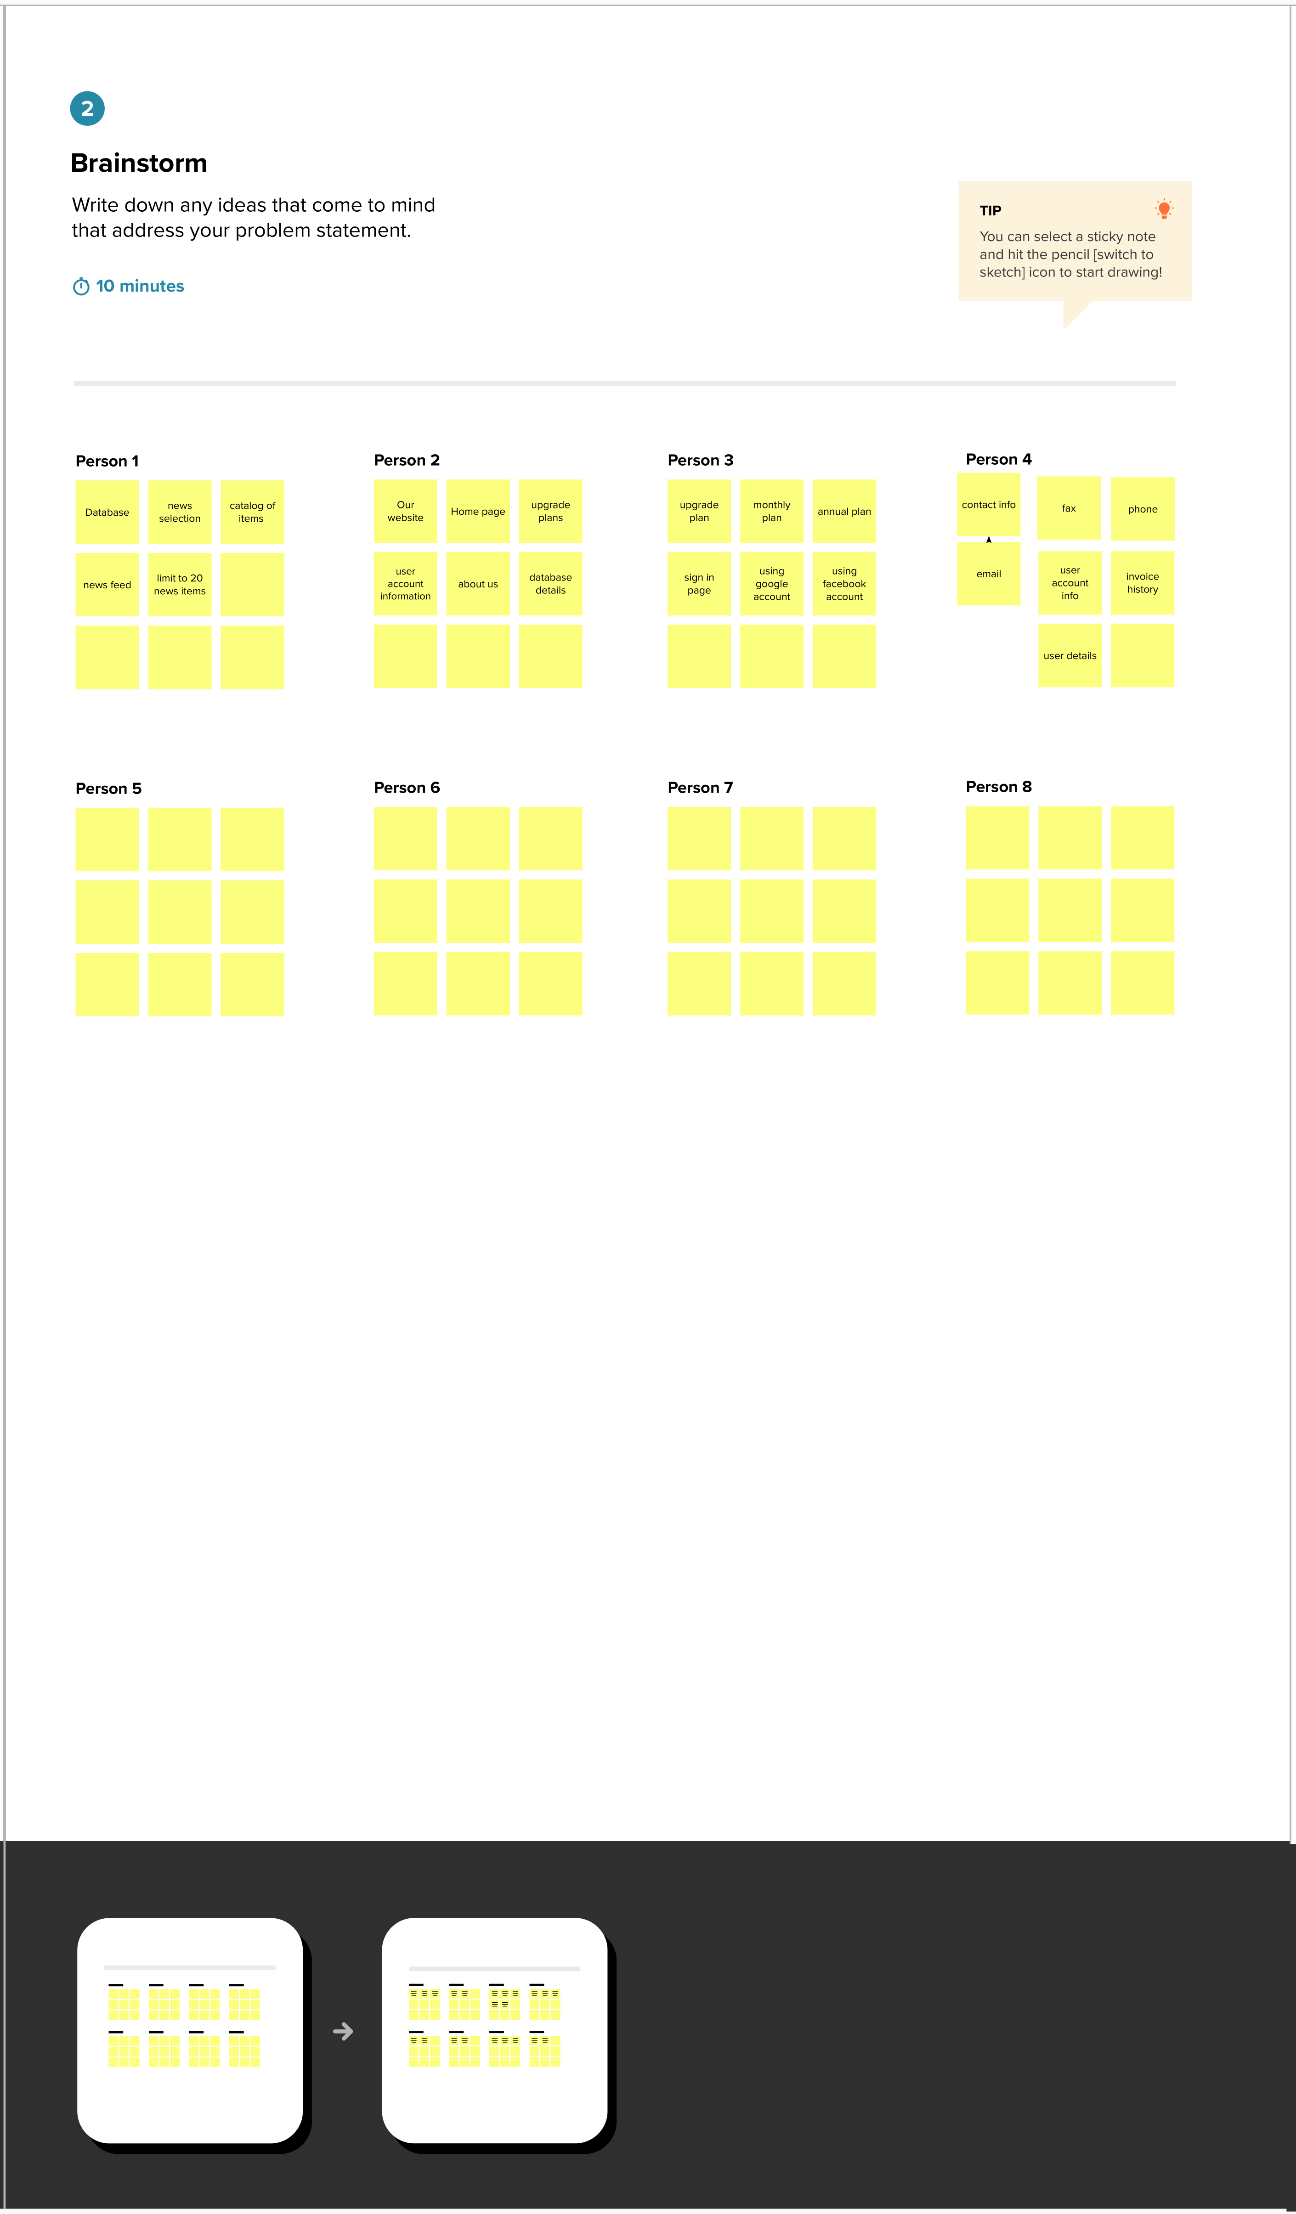 2
Brainstorm
Write down any ideas that come to mind
that address your problem statement.
10 minutes
TIP
You can select a sticky note
and hit the pencil [switch to
sketch] icon to start drawing!
Person 1
Database
news
selection
catalog of
items
news feed
limit to 20
news items
Person 2
Our
website
Home page
upgrade
plans
user
account
information
about us
database
details
Person 3
upgrade
plan
monthly
plan
annual plan
sign in
page
using
google
account
using
facebook
account
Person 4
contact info
fax
phone
email
user
account
info
invoice
history
user details
Person 5
Person 6
Person 7
Person 8